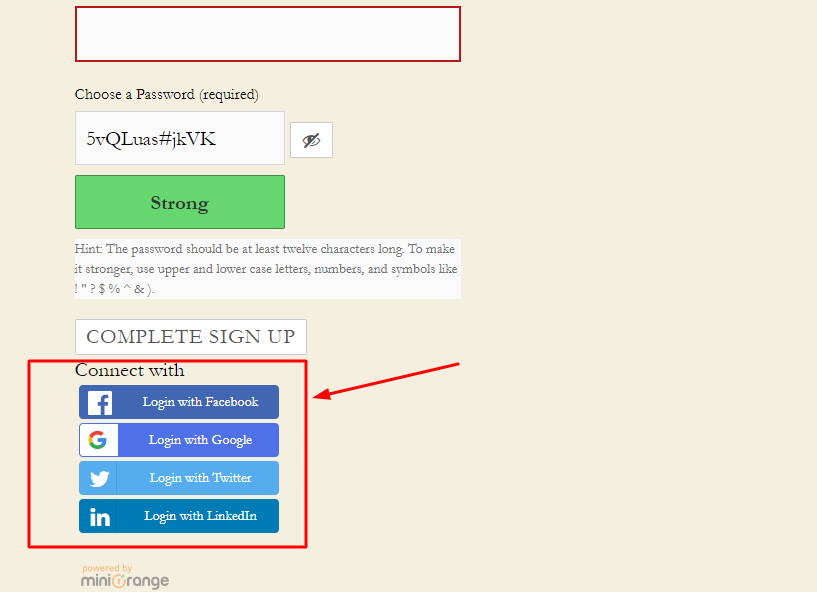 Choose a Password (required)
5vQLuas#jkVK
Strong
Hint: The password should be at least twelve characters long. To make
it stronger, use upper and lower case letters, numbers, and symbols like
! " ? $ % ^ & ).
COMPLETE SIGN UP
Connect with
Login with Facebook
Login with Google
Login with Twitter
Login with LinkedIn
powered by
miniOrange